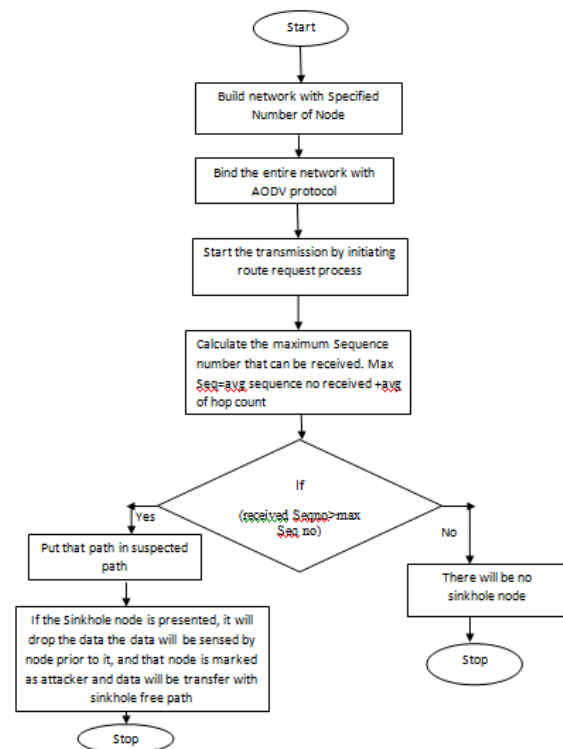 Start
Build network with Specified
Number of Node
Bind the entire network with
AODV protocol
Start the transmission by initiating
route request process
Calculate the maximum Sequence
number that can be received. Max
Seq=avg sequence no received +avg
of hop count
If
(received Seqno>max
Seq no)
Yes
No
Put that path in suspected
path
There will be no
sinkhole node
If the Sinkhole node is presented, it will
drop the data the data will be sensed by
node prior to it, and that node is marked
as attacker and data will be transfer with
sinkhole free path
Stop
Stop